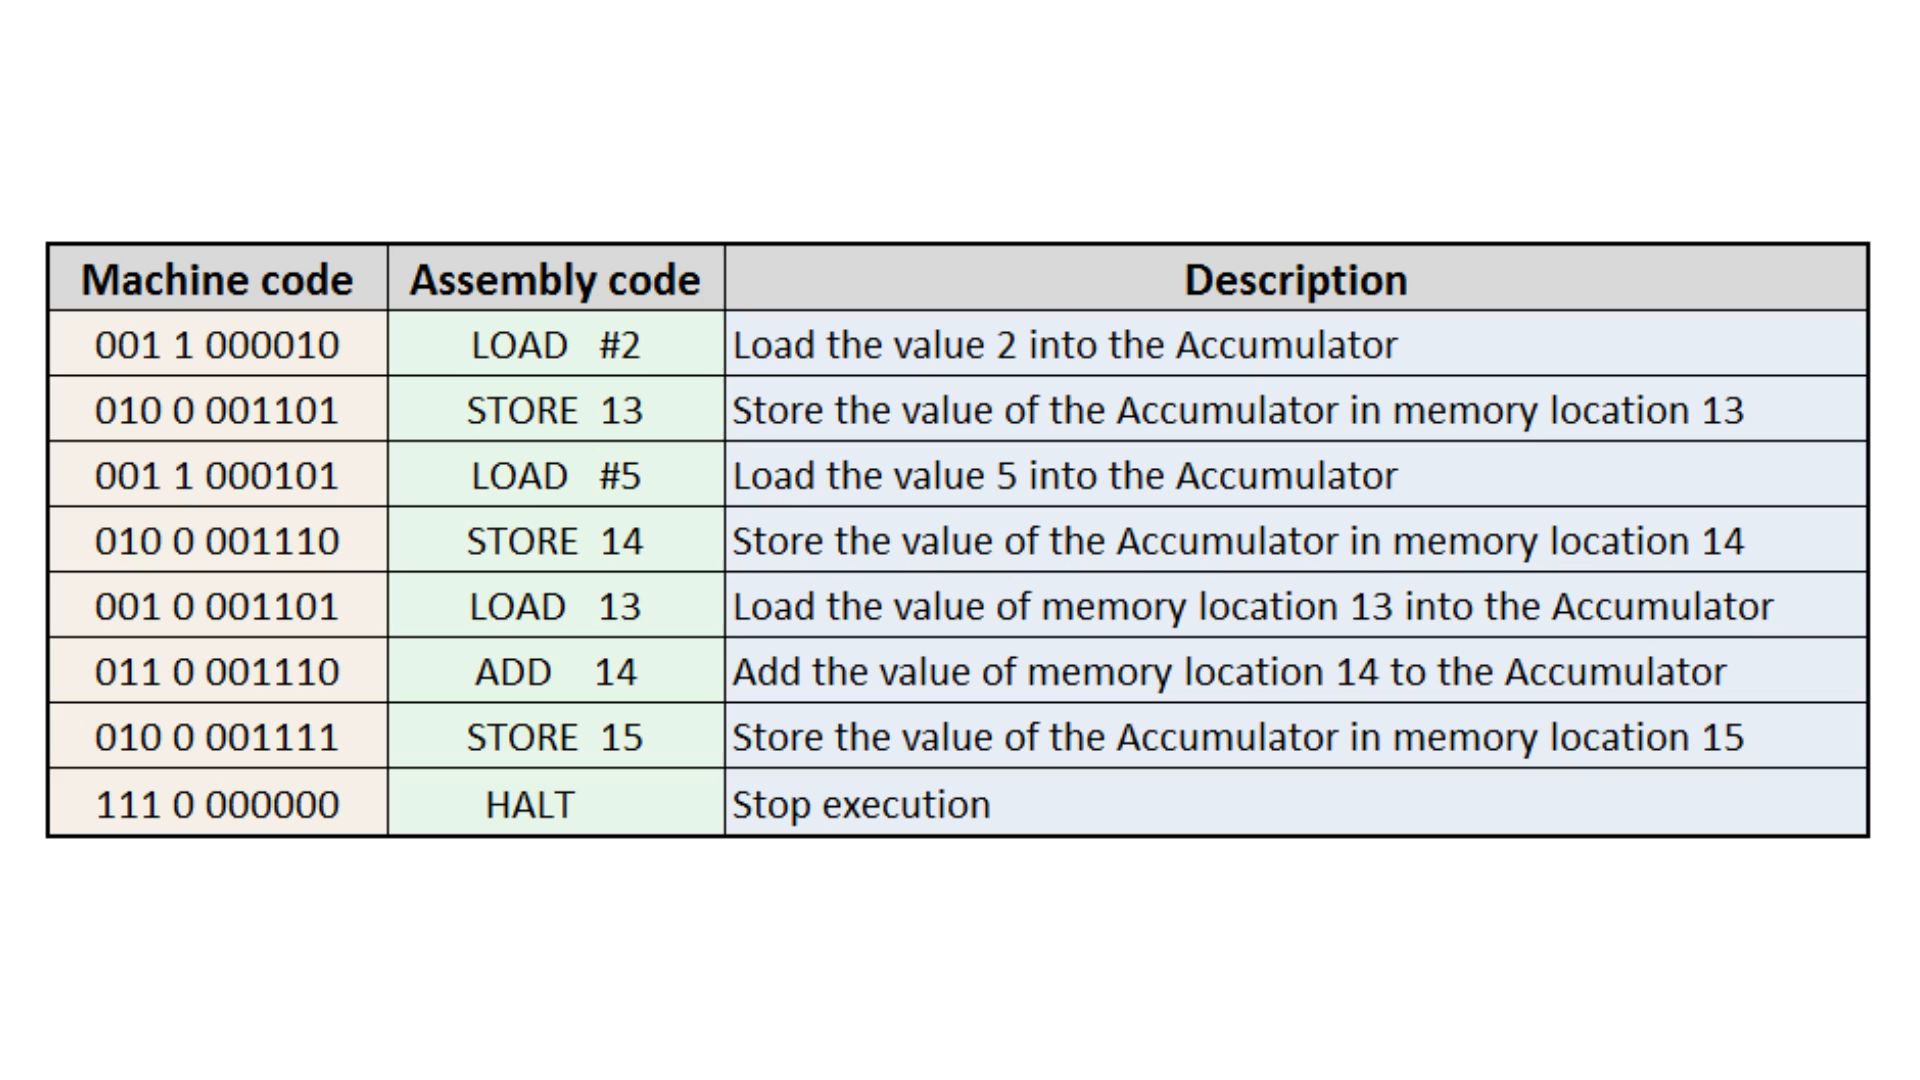 Machine code Assembly code Description
001 1 000010 LOAD #2 Load the value 2 into the Accumulator
010 0 001101 STORE 13 Store the value of the Accumulator in memory location 13
001 1 000101 LOAD #5 Load the value 5 into the Accumulator
010 0 001110 STORE 14 Store the value of the Accumulator in memory location 14
001 0 001101 LOAD 13 Load the value of memory location 13 into the Accumulator
011 0 001110 ADD 14 Add the value of memory location 14 to the Accumulator
010 0 001111 STORE 15 Store the value of the Accumulator in memory location 15
111 0 000000 HALT Stop execution